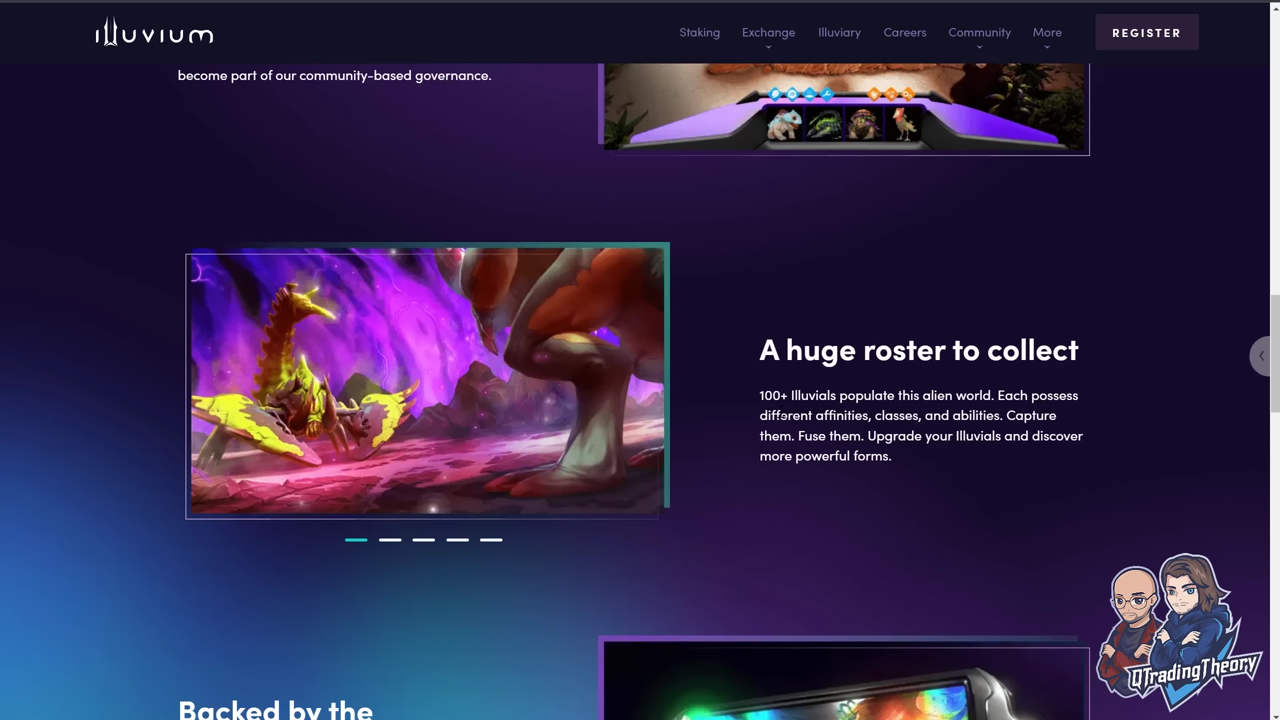 illuvium
Staking Exchange Illuviary Careers Community More REGISTER
become part of our community-based governance.
A huge roster to collect
100+ Illuvials populate this alien world. Each possess
different affinities, classes, and abilities. Capture
them. Fuse them. Upgrade your Illuvials and discover
more powerful forms.
QTradingTheory
Backed by the